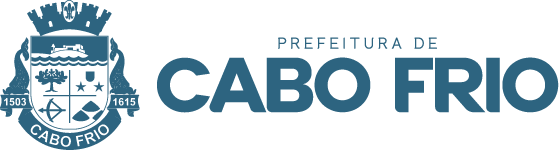 1503 1615
CABO FRIO
PREFEITURA DE
CABO FRIO